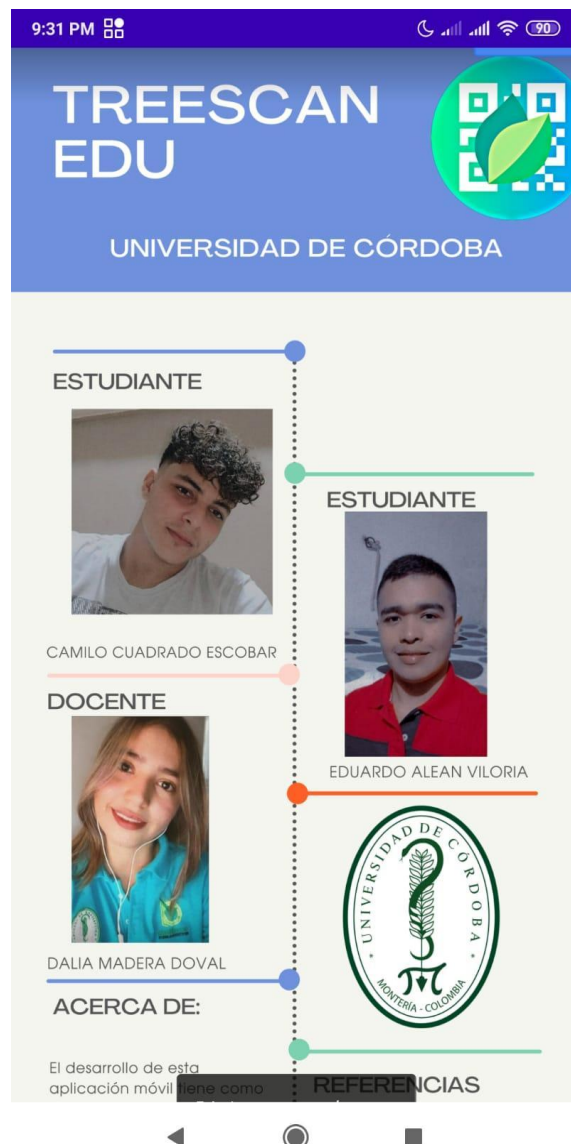 9:31 PM
90
TREESCAN
EDU
UNIVERSIDAD DE CÓRDOBA
ESTUDIANTE
CAMILO CUADRADO ESCOBAR
ESTUDIANTE
EDUARDO ALEAN VILORIA
DOCENTE
DALIA MADERA DOVAL
UNIVERSIDAD DE CÓRDOBA
MONTERÍA - COLOMBIA
ACERCA DE:
El desarrollo de esta
aplicación móvil tiene como
REFERENCIAS